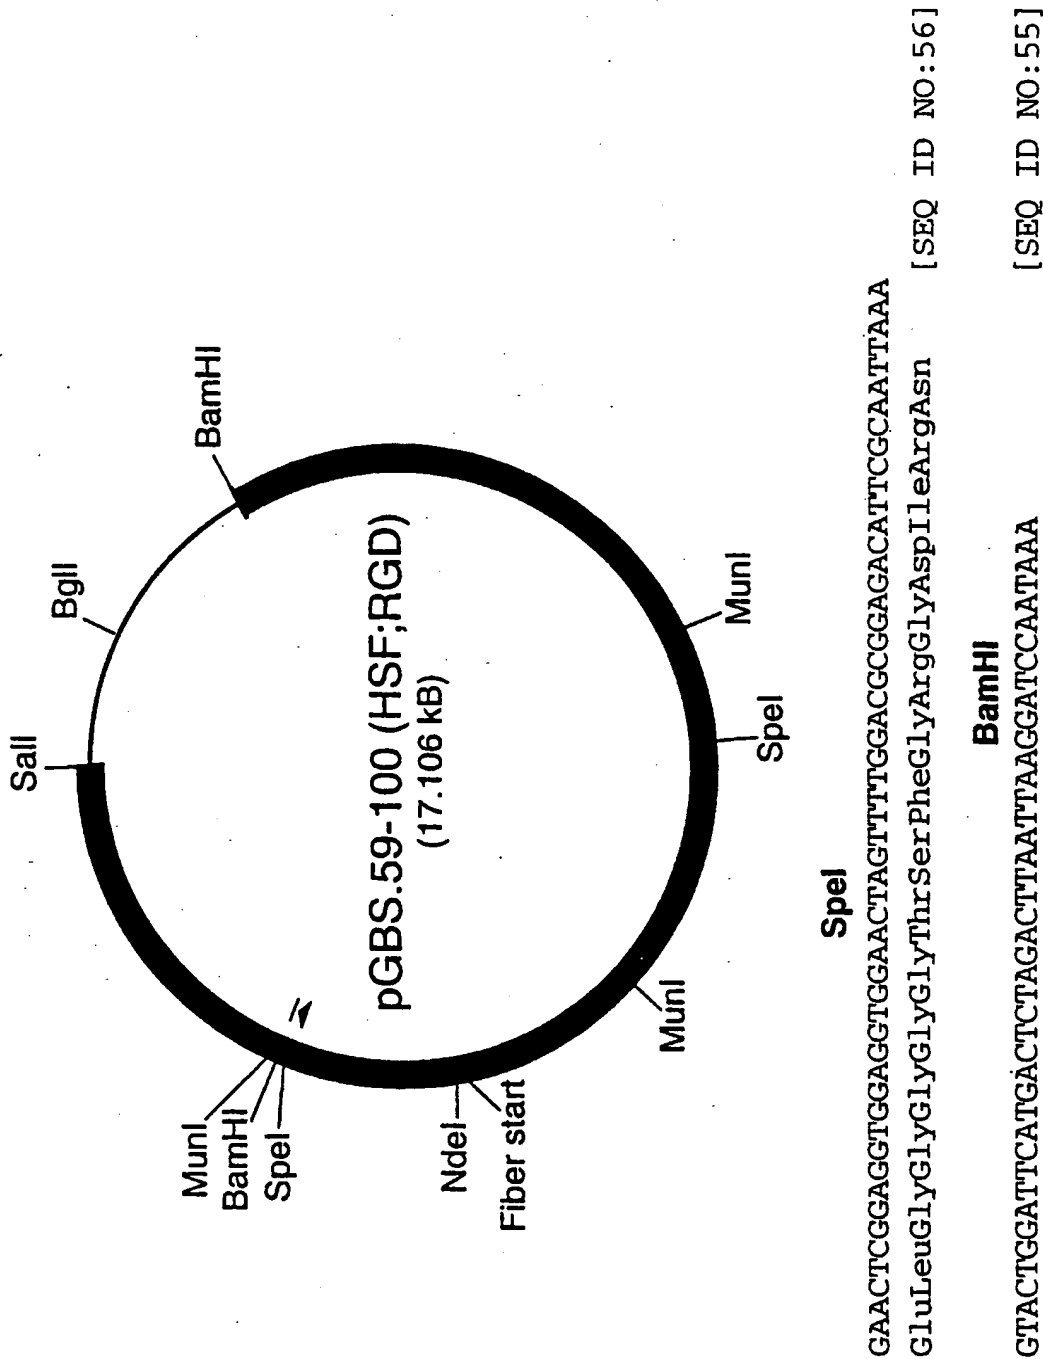 SalI
BglI
BamHI
MunI
BamHI
SpeI
pGBS.59-100 (HSF;RGD)
(17.106 kB)
NdeI
Fiber start
MunI
SpeI
MunI
SpeI
GAACTCGGAGGTGGAGGTGGAACTAGTTTTGGACGCGGAGACATTCGCAATTAAA
GluLeuGlyGlyGlyGlyGlyThrSerPheGlyArgGlyAspIleArgAsn [SEQ ID NO:56]
BamHI
GTACTGGATTCATGACTCTAGACTTAATTAAGGATCCAATAAA [SEQ ID NO:55]